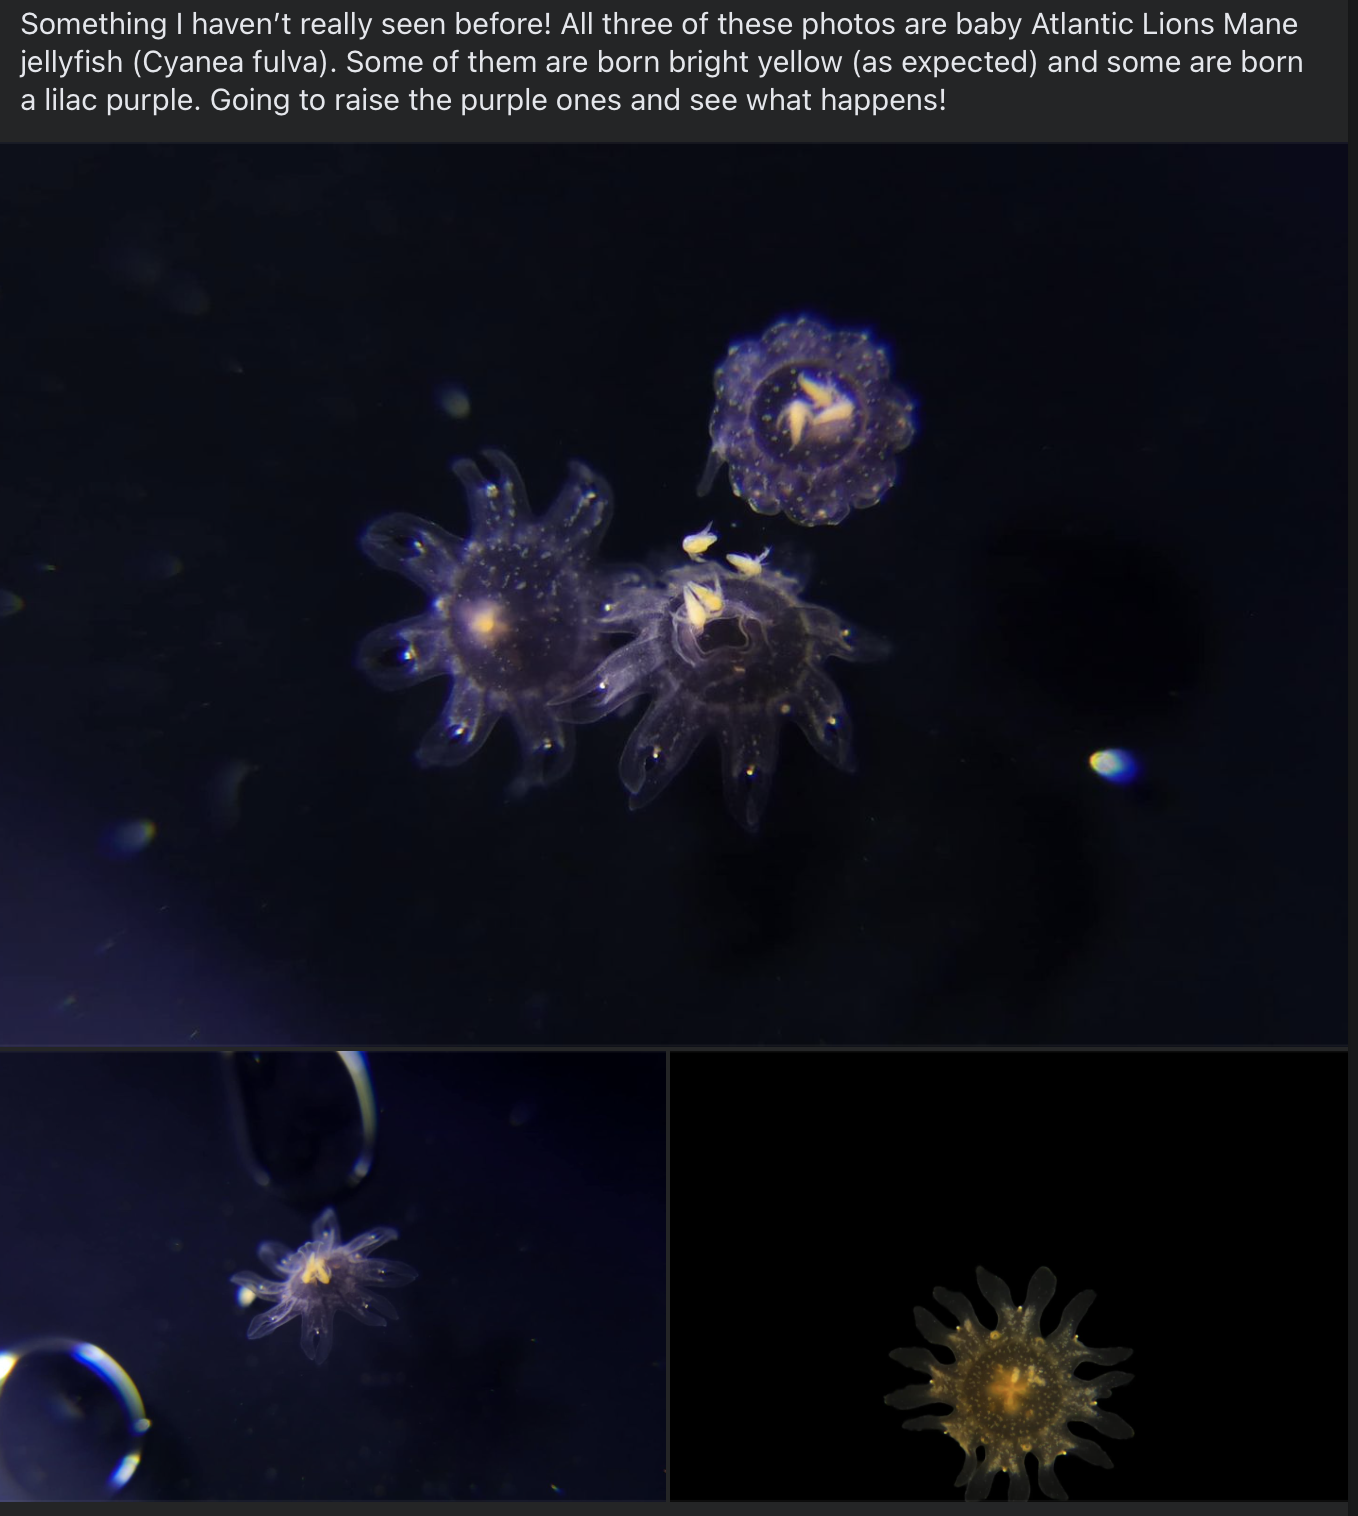 Something I haven’t really seen before! All three of these photos are baby Atlantic Lions Mane
jellyfish (Cyanea fulva). Some of them are born bright yellow (as expected) and some are born
a lilac purple. Going to raise the purple ones and see what happens!